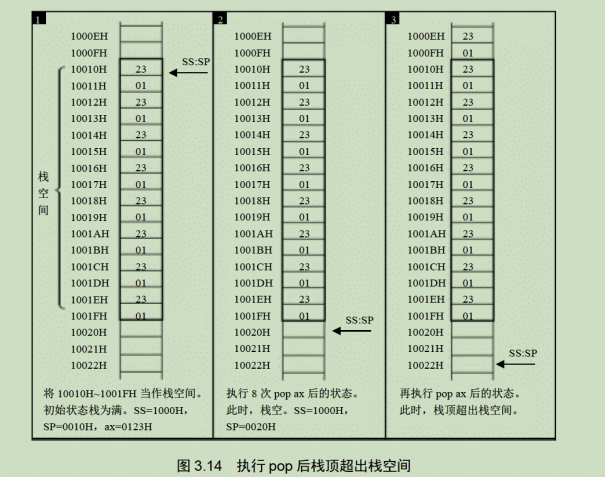 1
1000EH
1000FH
10010H 23 SS:SP
10011H 01
10012H 23
10013H 01
10014H 23
10015H 01
10016H 23
10017H 01
10018H 23
10019H 01
1001AH 23
1001BH 01
1001CH 23
1001DH 01
1001EH 23
1001FH 01
10020H
10021H
10022H
栈空间
将 10010H~1001FH 当作栈空间。
初始状态栈为满。SS=1000H,
SP=0010H，ax=0123H
2
1000EH
1000FH
10010H 23
10011H 01
10012H 23
10013H 01
10014H 23
10015H 01
10016H 23
10017H 01
10018H 23
10019H 01
1001AH 23
1001BH 01
1001CH 23
1001DH 01
1001EH 23
1001FH 01
SS:SP
10020H
10021H
10022H
执行 8 次 pop ax 后的状态。
此时，栈空。SS=1000H，
SP=0020H
3
1000EH 23
1000FH 01
10010H 23
10011H 01
10012H 23
10013H 01
10014H 23
10015H 01
10016H 23
10017H 01
10018H 23
10019H 01
1001AH 23
1001BH 01
1001CH 23
1001DH 01
1001EH 23
1001FH 01
10020H
10021H
SS:SP
10022H
再执行 pop ax 后的状态。
此时，栈顶超出栈空间。
图 3.14 执行 pop 后栈顶超出栈空间